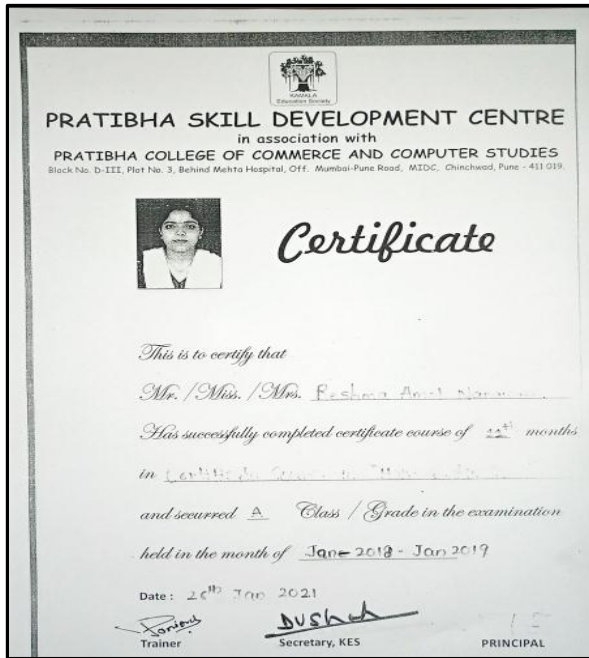 KAMALA
Education Society
PRATIBHA SKILL DEVELOPMENT CENTRE
in association with
PRATIBHA COLLEGE OF COMMERCE AND COMPUTER STUDIES
Block No. D-III, Plot No. 3, Behind Mehta Hospital, Off. Mumbai-Pune Road, MIDC, Chinchwad, Pune - 411 019.
Certificate
This is to certify that
Mr. / Miss. / Mrs. Reshma
Has successfully completed certificate course of months
in
and securred A Class / Grade in the examination
held in the month of Jan- 2018 - Jan 2019
Date : 26th Jan 2021
Trainer Secretary, KES PRINCIPAL